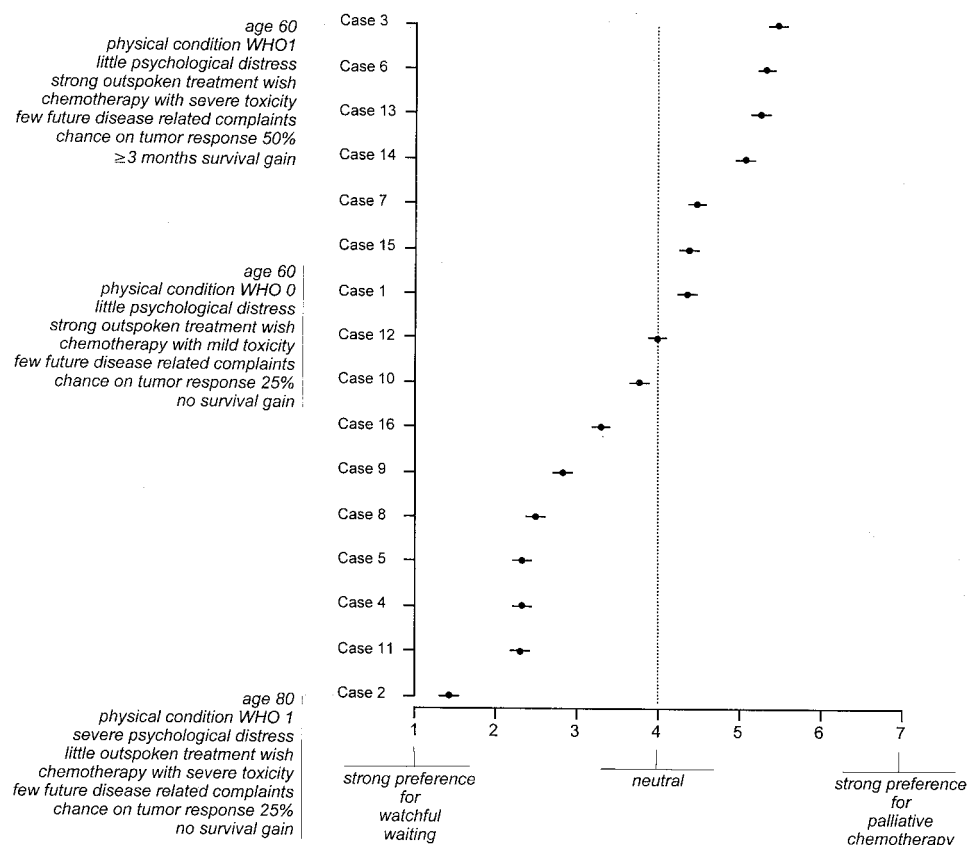 age 60
physical condition WHO1
little psychological distress
strong outspoken treatment wish
chemotherapy with severe toxicity
few future disease related complaints
chance on tumor response 50%
≥3 months survival gain
age 60
physical condition WHO 0
little psychological distress
strong outspoken treatment wish
chemotherapy with mild toxicity
few future disease related complaints
chance on tumor response 25%
no survival gain
age 80
physical condition WHO 1
severe psychological distress
little outspoken treatment wish
chemotherapy with severe toxicity
few future disease related complaints
chance on tumor response 25%
no survival gain
Case 3
Case 6
Case 13
Case 14
Case 7
Case 15
Case 1
Case 12
Case 10
Case 16
Case 9
Case 8
Case 5
Case 4
Case 11
Case 2
1 2 3 4 5 6 7
strong preference
for
watchful
waiting
neutral
strong preference
for
palliative
chemotherapy